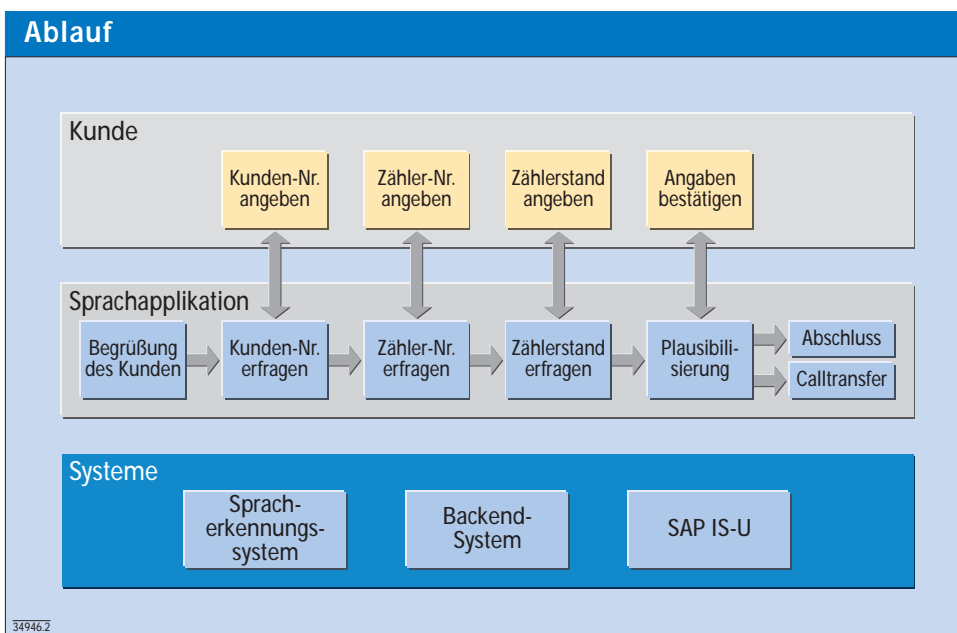 Ablauf
Kunde
Kunden-Nr.
angeben
Zähler-Nr.
angeben
Zählerstand
angeben
Angaben
bestätigen
Sprachapplikation
Begrüßung
des Kunden
Kunden-Nr.
erfragen
Zähler-Nr.
erfragen
Zählerstand
erfragen
Plausibili-
sierung
Abschluss
Calltransfer
Systeme
Sprach-
erkennungs-
system
Backend-
System
SAP IS-U
34946.2